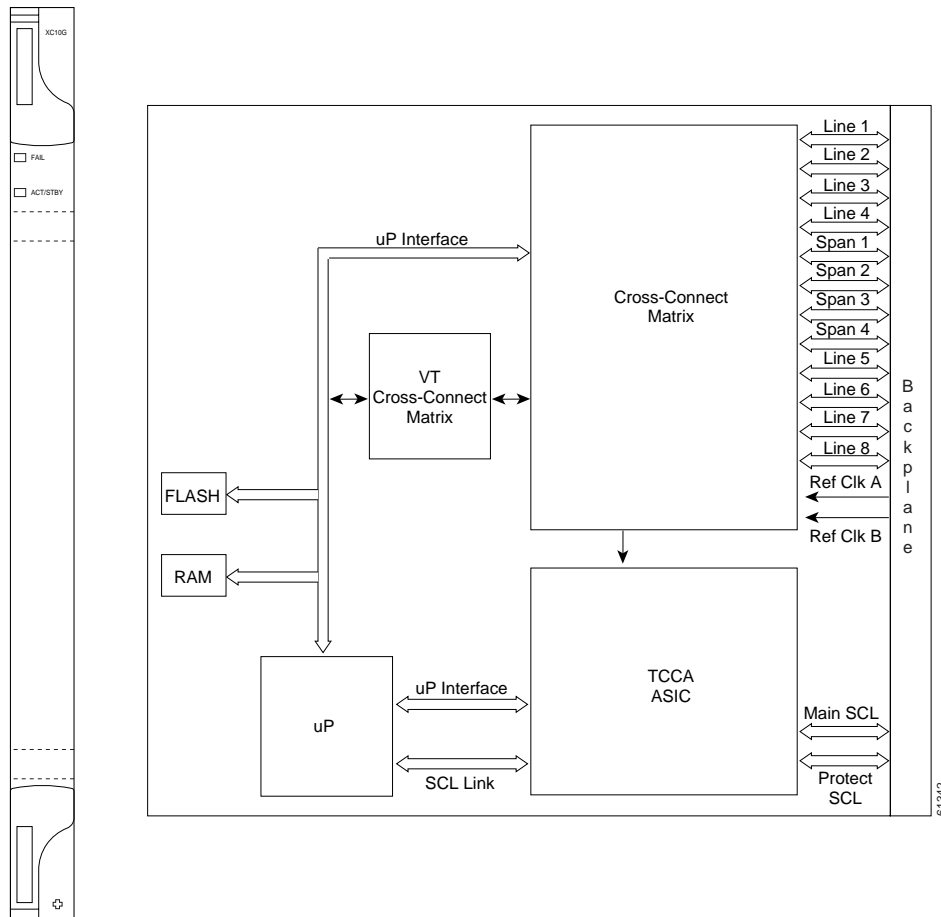 XC10G
FAIL
ACT/STBY
uP Interface
Cross-Connect
Matrix
VT
Cross-Connect
Matrix
FLASH
RAM
uP
uP Interface
SCL Link
TCCA
ASIC
Line 1
Line 2
Line 3
Line 4
Span 1
Span 2
Span 3
Span 4
Line 5
Line 6
Line 7
Line 8
Ref Clk A
Ref Clk B
Main SCL
Protect
SCL
Backplane
61242